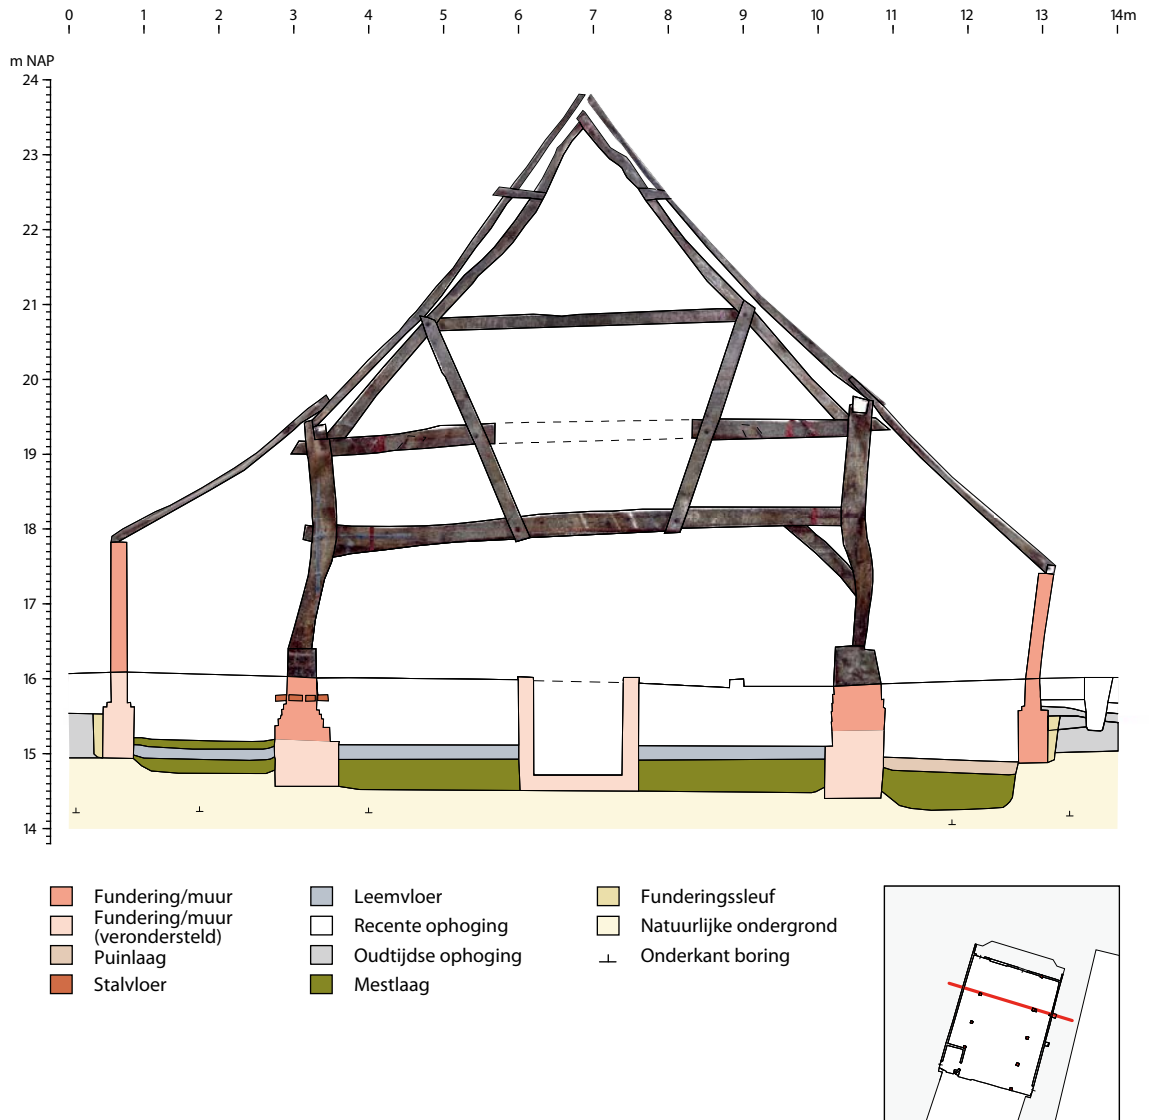 0 1 2 3 4 5 6 7 8 9 10 11 12 13 14m
m NAP
24
23
22
21
20
19
18
17
16
15
14
Fundering/muur
Fundering/muur
(verondersteld)
Puinlaag
Stalvloer
Leemvloer
Recente ophoging
Oudtijdse ophoging
Mestlaag
Funderingssleuf
Natuurlijke ondergrond
Onderkant boring